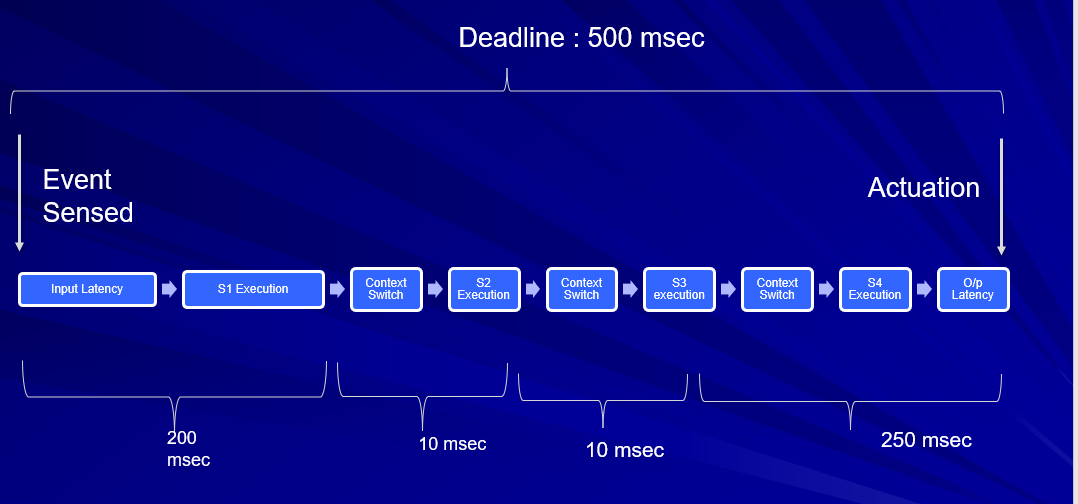 Deadline : 500 msec
Event
Sensed
Actuation
Input Latency
S1 Execution
Context
Switch
S2
Execution
Context
Switch
S3
execution
Context
Switch
S4
Execution
O/p
Latency
200
msec
10 msec
10 msec
250 msec